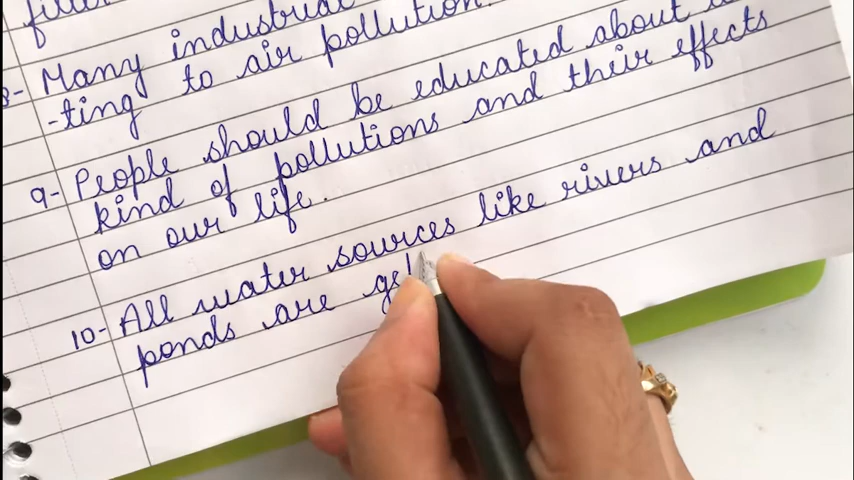 8- Many industrial
-ting to air pollution.
9- People should be educated about
kind of pollutions and their effects
on our life.
10- All water sources like rivers and
ponds are